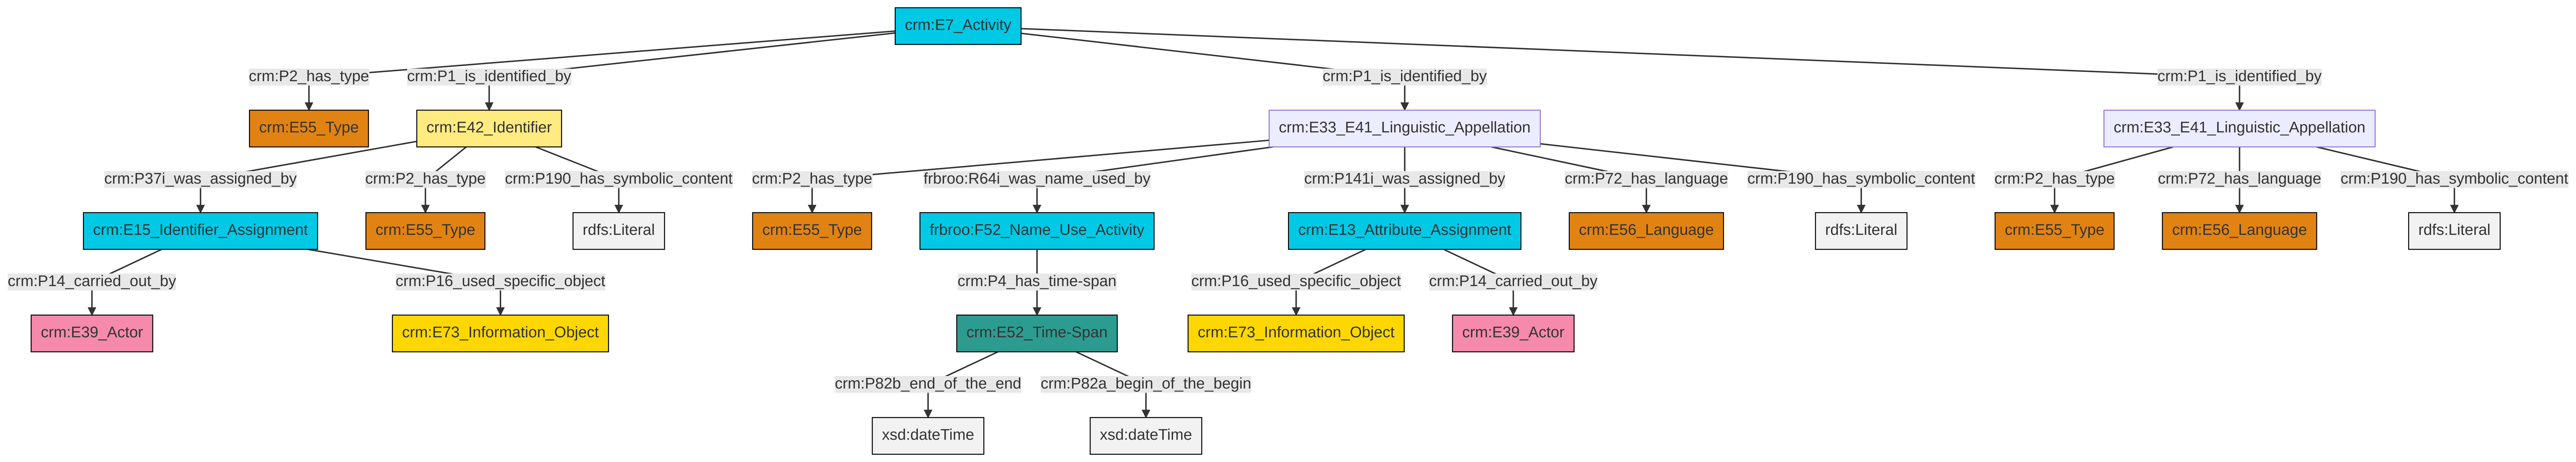 crm:E7_Activity
crm:P2_has_type
crm:P1_is_identified_by
crm:P1_is_identified_by
crm:P1_is_identified_by
crm:E55_Type
crm:E42_Identifier
crm:E33_E41_Linguistic_Appellation
crm:E33_E41_Linguistic_Appellation
crm:P37i_was_assigned_by
crm:P2_has_type
crm:P190_has_symbolic_content
crm:P2_has_type
frbroo:R64i_was_name_used_by
crm:P141i_was_assigned_by
crm:P72_has_language
crm:P190_has_symbolic_content
crm:P2_has_type
crm:P72_has_language
crm:P190_has_symbolic_content
crm:E15_Identifier_Assignment
crm:E55_Type
rdfs:Literal
crm:E55_Type
frbroo:F52_Name_Use_Activity
crm:E13_Attribute_Assignment
crm:E56_Language
rdfs:Literal
crm:E55_Type
crm:E56_Language
rdfs:Literal
crm:P14_carried_out_by
crm:P16_used_specific_object
crm:P4_has_time-span
crm:P16_used_specific_object
crm:P14_carried_out_by
crm:E39_Actor
crm:E73_Information_Object
crm:E52_Time-Span
crm:E73_Information_Object
crm:E39_Actor
crm:P82b_end_of_the_end
crm:P82a_begin_of_the_begin
xsd:dateTime
xsd:dateTime